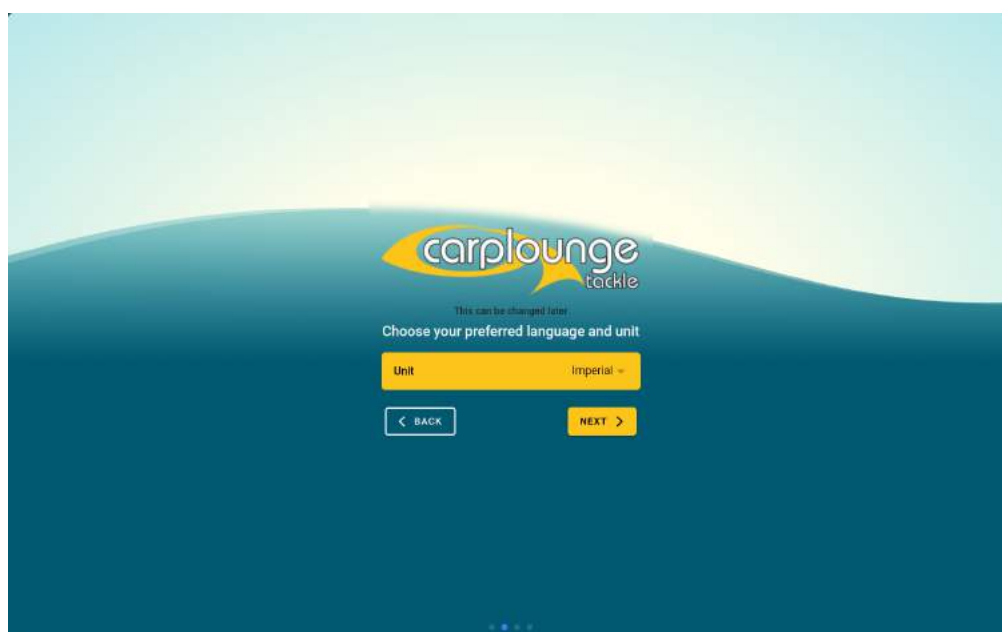 carplounge
tackle
This can be changed later.
Choose your preferred language and unit
Unit
Imperial
BACK
NEXT